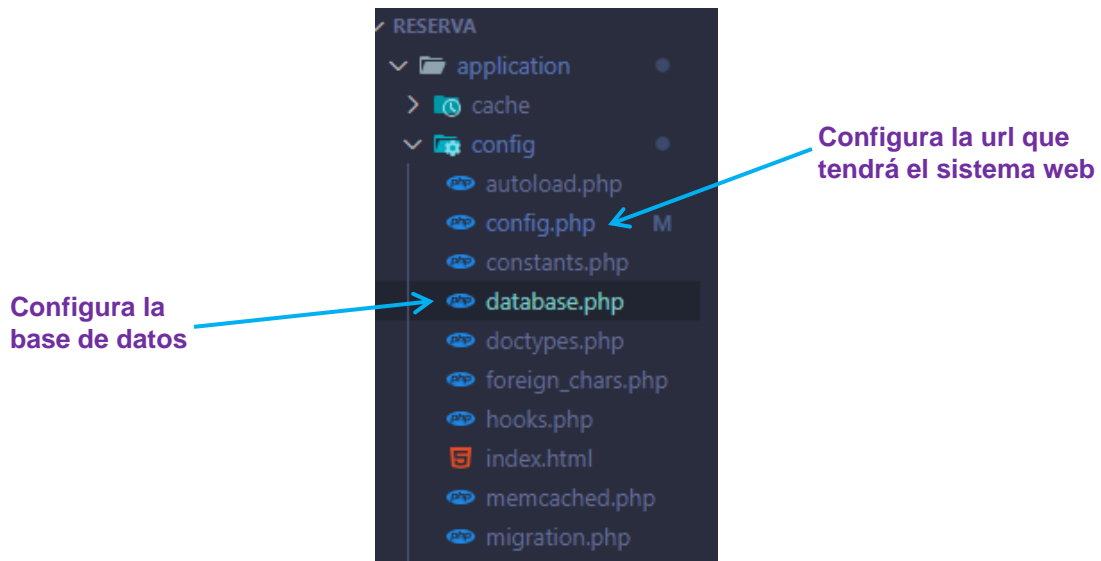 RESERVA
application
cache
config
Configura la url que
tendrá el sistema web
autoload.php
config.php M
constants.php
Configura la
base de datos
database.php
doctypes.php
foreign_chars.php
hooks.php
index.html
memcached.php
migration.php